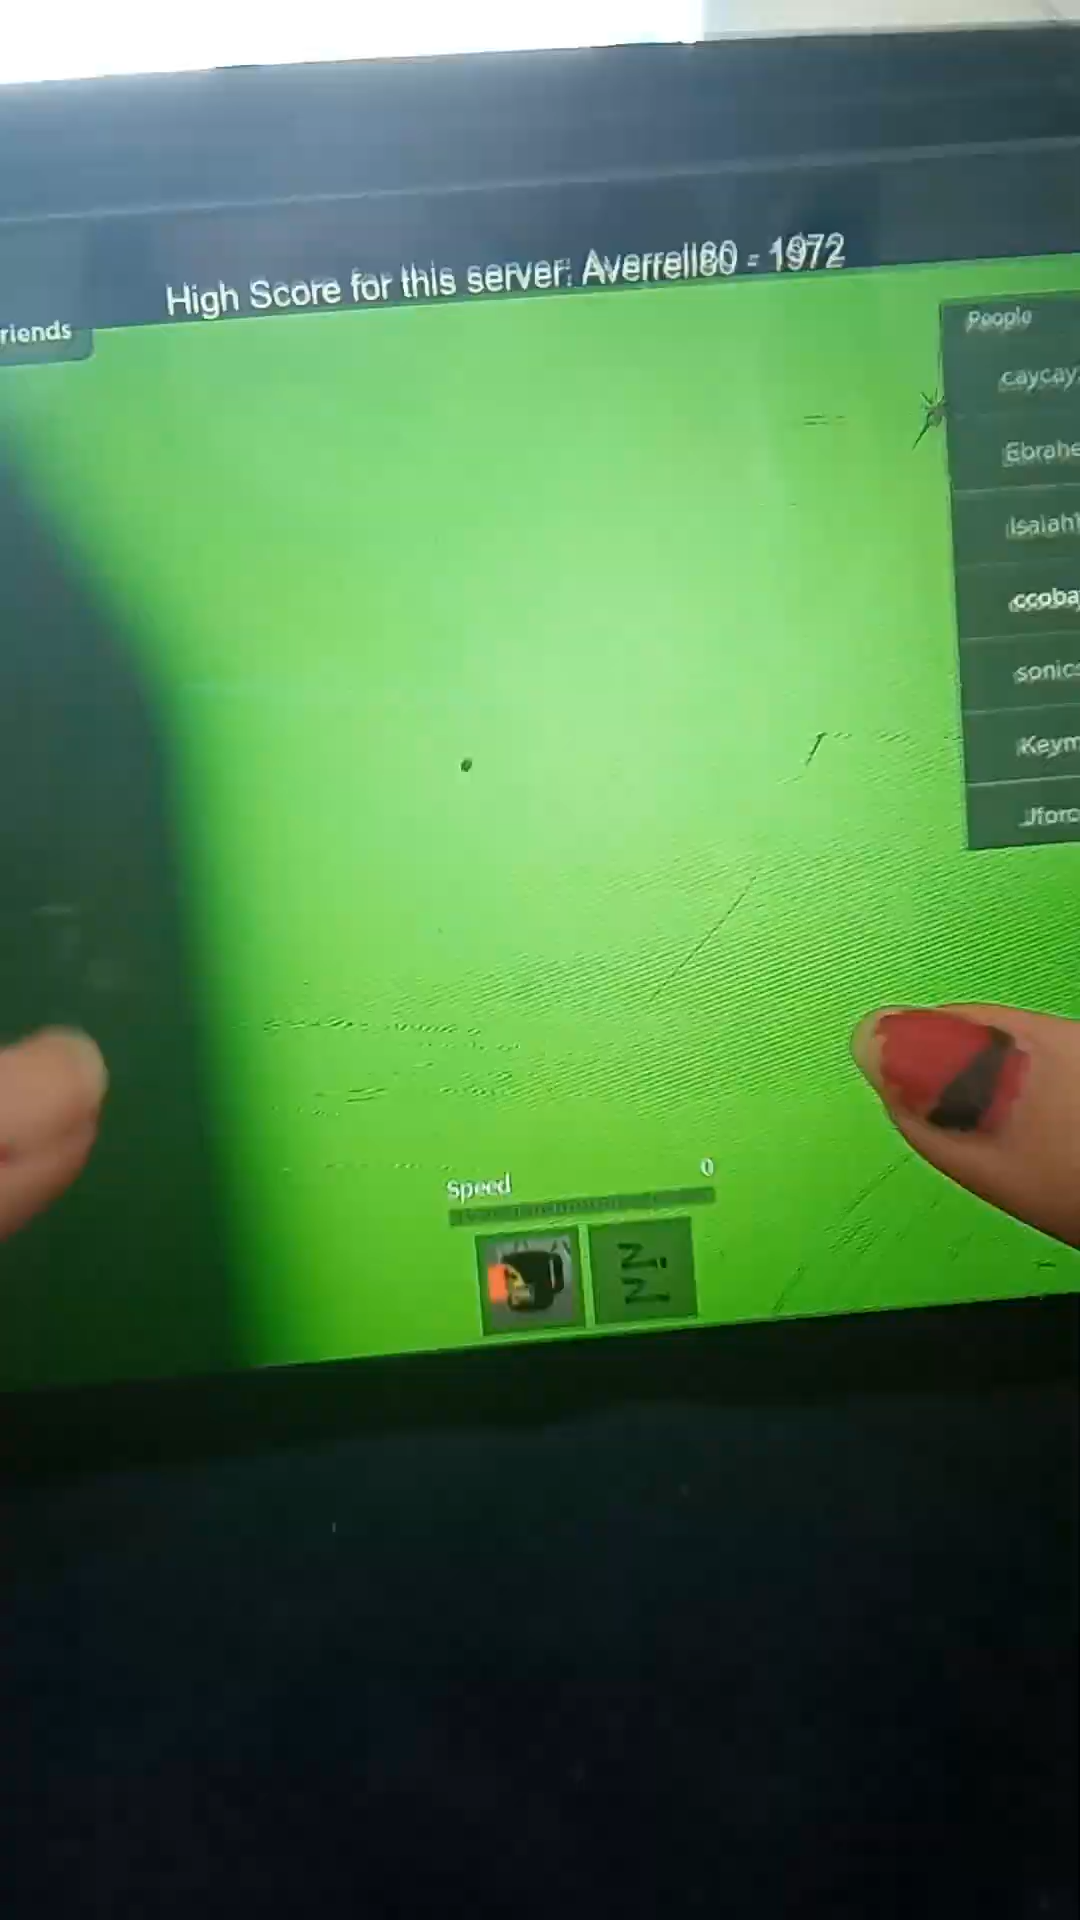 High Score for this server: Averrell80 - 1972
riends
People
caycay
Ebrahe
Isaiah
ccoba
sonic
Keym
Jforc
Speed
0